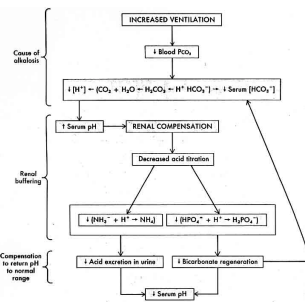 INCREASED VENTILATION
Cause of
alkalosis
↓ Blood PCO₂
↓ [H⁺] ← (CO₂ + H₂O ← H₂CO₃ ← H⁺ HCO₃⁻) → ↓ Serum [HCO₃⁻]
↑ Serum pH
RENAL COMPENSATION
Decreased acid titration
Renal
buffering
↓ (NH₃⁻ + H⁺ → NH₄)
↓ (HPO₄⁺ + H⁺ → H₂PO₄⁻)
Compensation
to return pH
to normal
range
↓ Acid excretion in urine
↓ Bicarbonate regeneration
↓ Serum pH